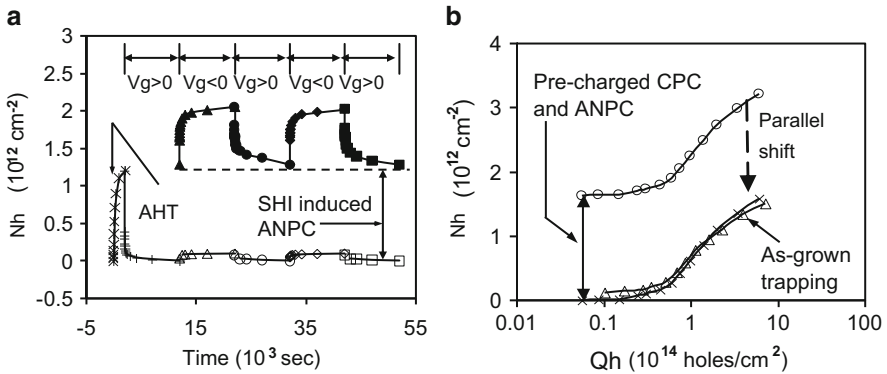 a
3
2.5
2
1.5
1
0.5
0
-0.5
Nh (10¹² cm⁻²)
Vg>0 Vg<0 Vg>0 Vg<0 Vg>0
AHT
SHI induced
ANPC
-5 15 35 55
Time (10³ sec)
b
4
3
2
1
0
Nh (10¹² cm⁻²)
Pre-charged CPC
and ANPC
Parallel
shift
As-grown
trapping
0.01 0.1 1 10 100
Qh (10¹⁴ holes/cm²)